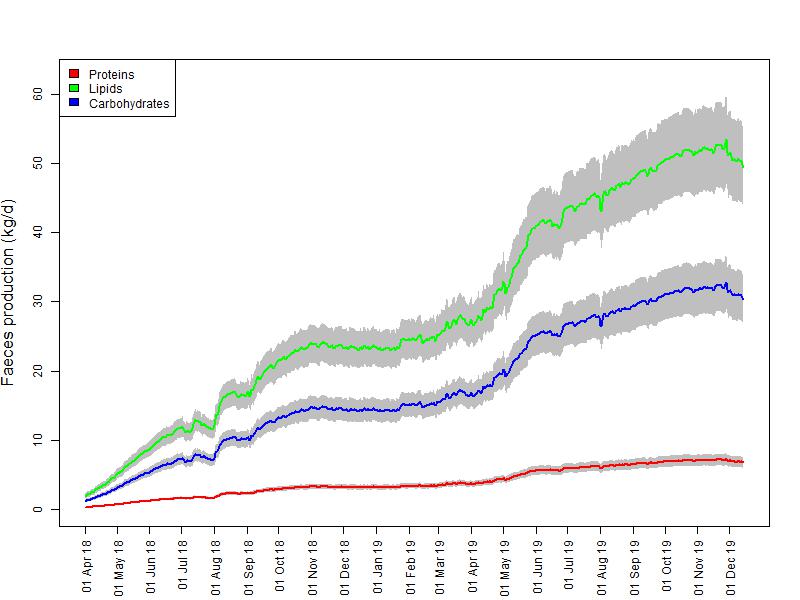 Proteins
Lipids
Carbohydrates
Faeces production (kg/d)
60
50
40
30
20
10
0
01 Apr 18
01 May 18
01 Jun 18
01 Jul 18
01 Aug 18
01 Sep 18
01 Oct 18
01 Nov 18
01 Dec 18
01 Jan 19
01 Feb 19
01 Mar 19
01 Apr 19
01 May 19
01 Jun 19
01 Jul 19
01 Aug 19
01 Sep 19
01 Oct 19
01 Nov 19
01 Dec 19